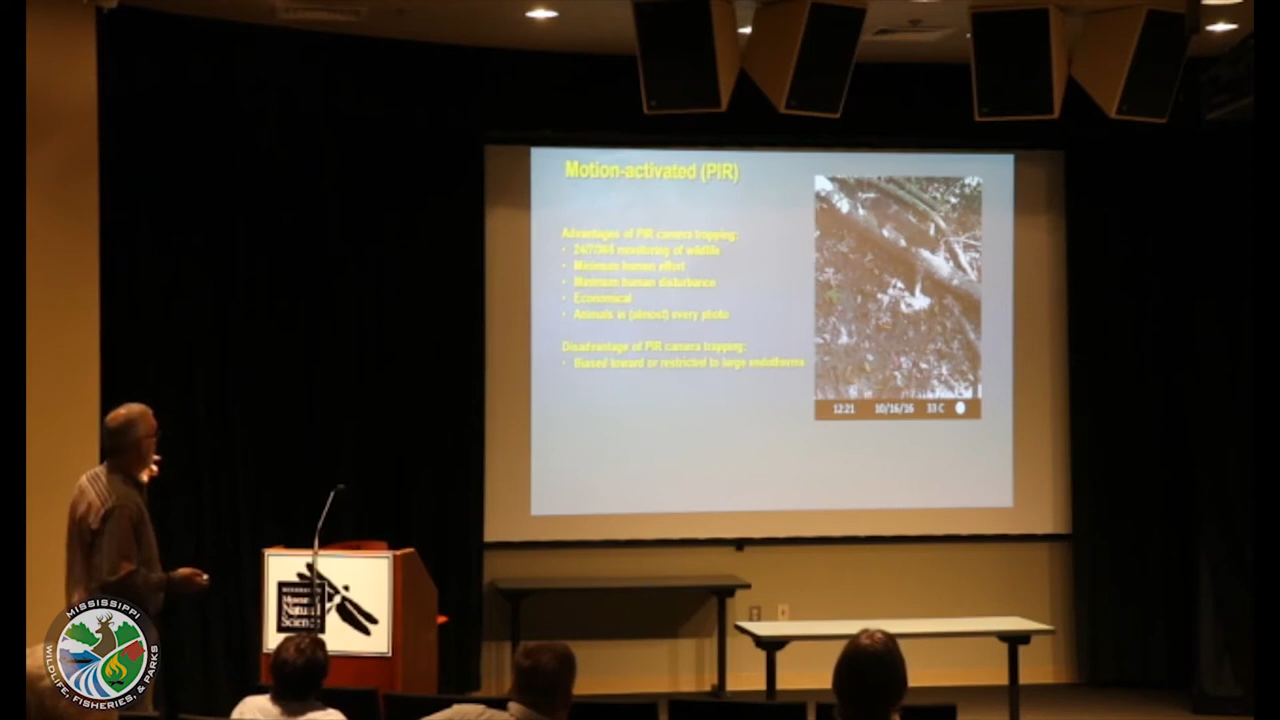 Motion-activated (PIR)
Advantages of PIR camera trapping:
• 24/7/365 monitoring of wildlife
• Minimum human effort
• Minimum human disturbance
• Economical
• Animals in (almost) every photo
Disadvantage of PIR camera trapping:
• Biased toward or restricted to large endotherms
12:21 10/16/16 33 C
Museum of
Natural
Science
MISSISSIPPI
WILDLIFE, FISHERIES, & PARKS